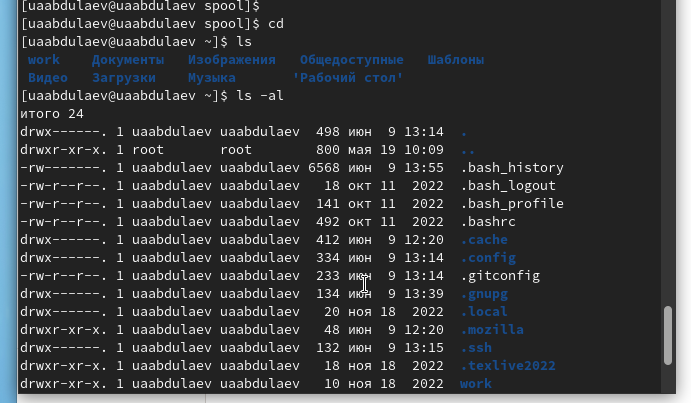 [uaabdulaev@uaabdulaev spool]$
[uaabdulaev@uaabdulaev spool]$ cd
[uaabdulaev@uaabdulaev ~]$ ls
work Документы Изображения Общедоступные Шаблоны
Видео Загрузки Музыка 'Рабочий стол'
[uaabdulaev@uaabdulaev ~]$ ls -al
итого 24
drwx------. 1 uaabdulaev uaabdulaev 498 июн 9 13:14 .
drwxr-xr-x. 1 root root 800 мая 19 10:09 ..
-rw-------. 1 uaabdulaev uaabdulaev 6568 июн 9 13:55 .bash_history
-rw-r--r--. 1 uaabdulaev uaabdulaev 18 окт 11 2022 .bash_logout
-rw-r--r--. 1 uaabdulaev uaabdulaev 141 окт 11 2022 .bash_profile
-rw-r--r--. 1 uaabdulaev uaabdulaev 492 окт 11 2022 .bashrc
drwx------. 1 uaabdulaev uaabdulaev 412 июн 9 12:20 .cache
drwx------. 1 uaabdulaev uaabdulaev 334 июн 9 13:14 .config
-rw-r--r--. 1 uaabdulaev uaabdulaev 233 июн 9 13:14 .gitconfig
drwx------. 1 uaabdulaev uaabdulaev 134 июн 9 13:39 .gnupg
drwx------. 1 uaabdulaev uaabdulaev 20 ноя 18 2022 .local
drwxr-xr-x. 1 uaabdulaev uaabdulaev 48 июн 9 12:20 .mozilla
drwx------. 1 uaabdulaev uaabdulaev 132 июн 9 13:15 .ssh
drwxr-xr-x. 1 uaabdulaev uaabdulaev 18 ноя 18 2022 .texlive2022
drwxr-xr-x. 1 uaabdulaev uaabdulaev 10 ноя 18 2022 work